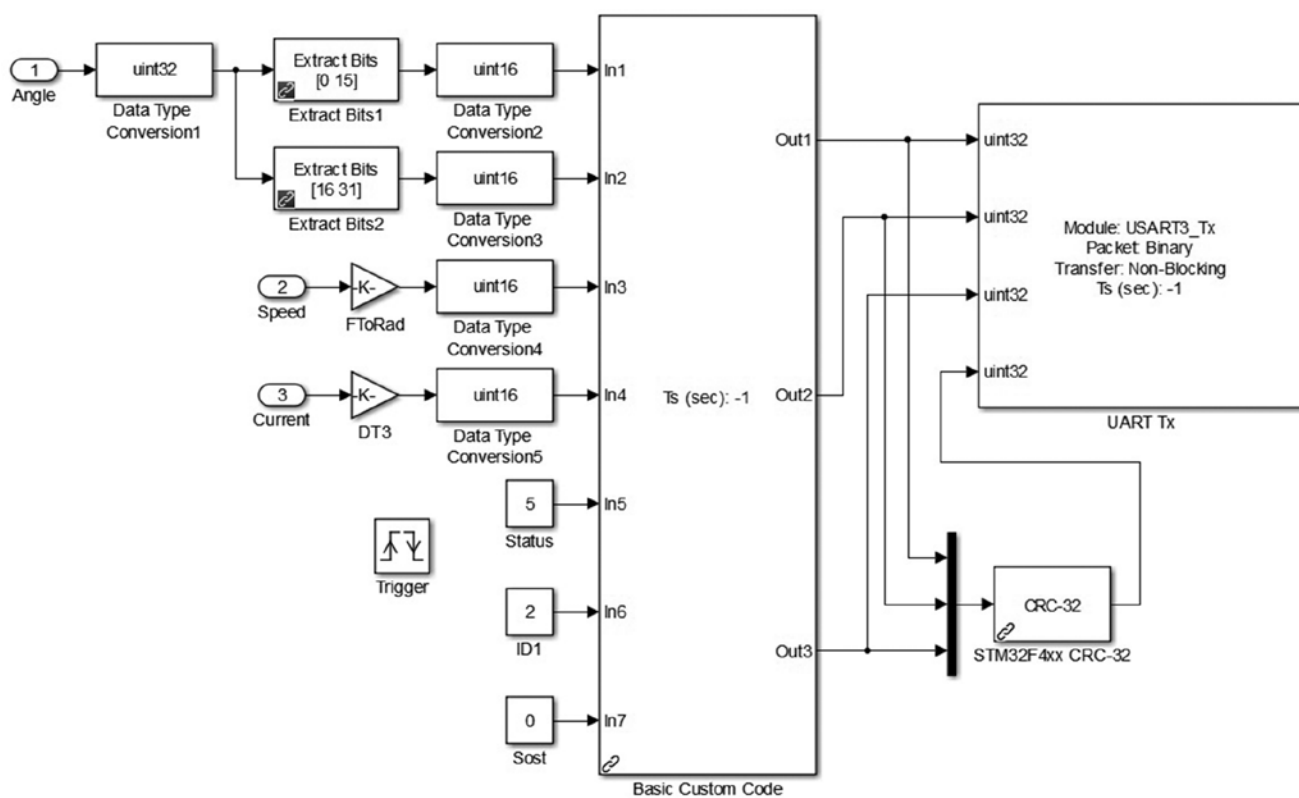 1
Angle
uint32
Data Type
Conversion1
Extract Bits
[0 15]
Extract Bits1
uint16
Data Type
Conversion2
In1
Extract Bits
[16 31]
Extract Bits2
uint16
Data Type
Conversion3
In2
2
Speed
-K-
FToRad
uint16
Data Type
Conversion4
In3
3
Current
-K-
DT3
uint16
Data Type
Conversion5
In4
Trigger
5
Status
In5
2
ID1
In6
0
Sost
In7
Ts (sec): -1
Out1
Out2
Out3
Basic Custom Code
uint32
uint32
uint32
uint32
Module: USART3_Tx
Packet: Binary
Transfer: Non-Blocking
Ts (sec): -1
UART Tx
CRC-32
STM32F4xx CRC-32